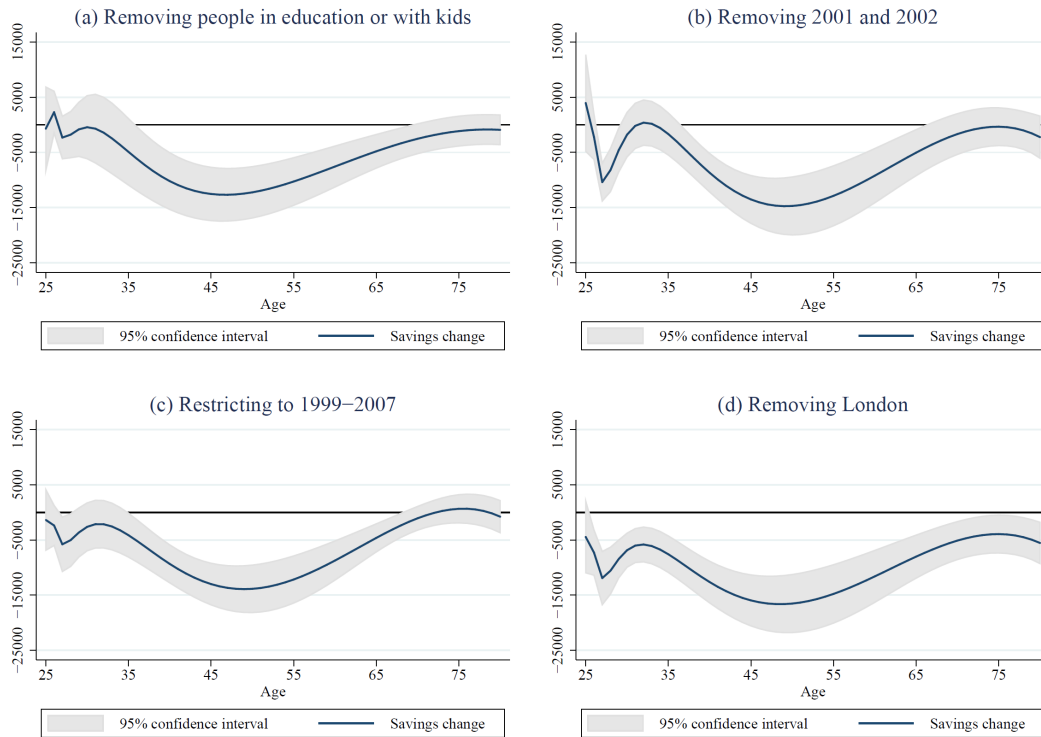 (a) Removing people in education or with kids
15000
5000
−5000
−15000
−25000
25 35 45 55 65 75
Age
95% confidence interval Savings change
(b) Removing 2001 and 2002
15000
5000
−5000
−15000
−25000
25 35 45 55 65 75
Age
95% confidence interval Savings change
(c) Restricting to 1999−2007
15000
5000
−5000
−15000
−25000
25 35 45 55 65 75
Age
95% confidence interval Savings change
(d) Removing London
15000
5000
−5000
−15000
−25000
25 35 45 55 65 75
Age
95% confidence interval Savings change